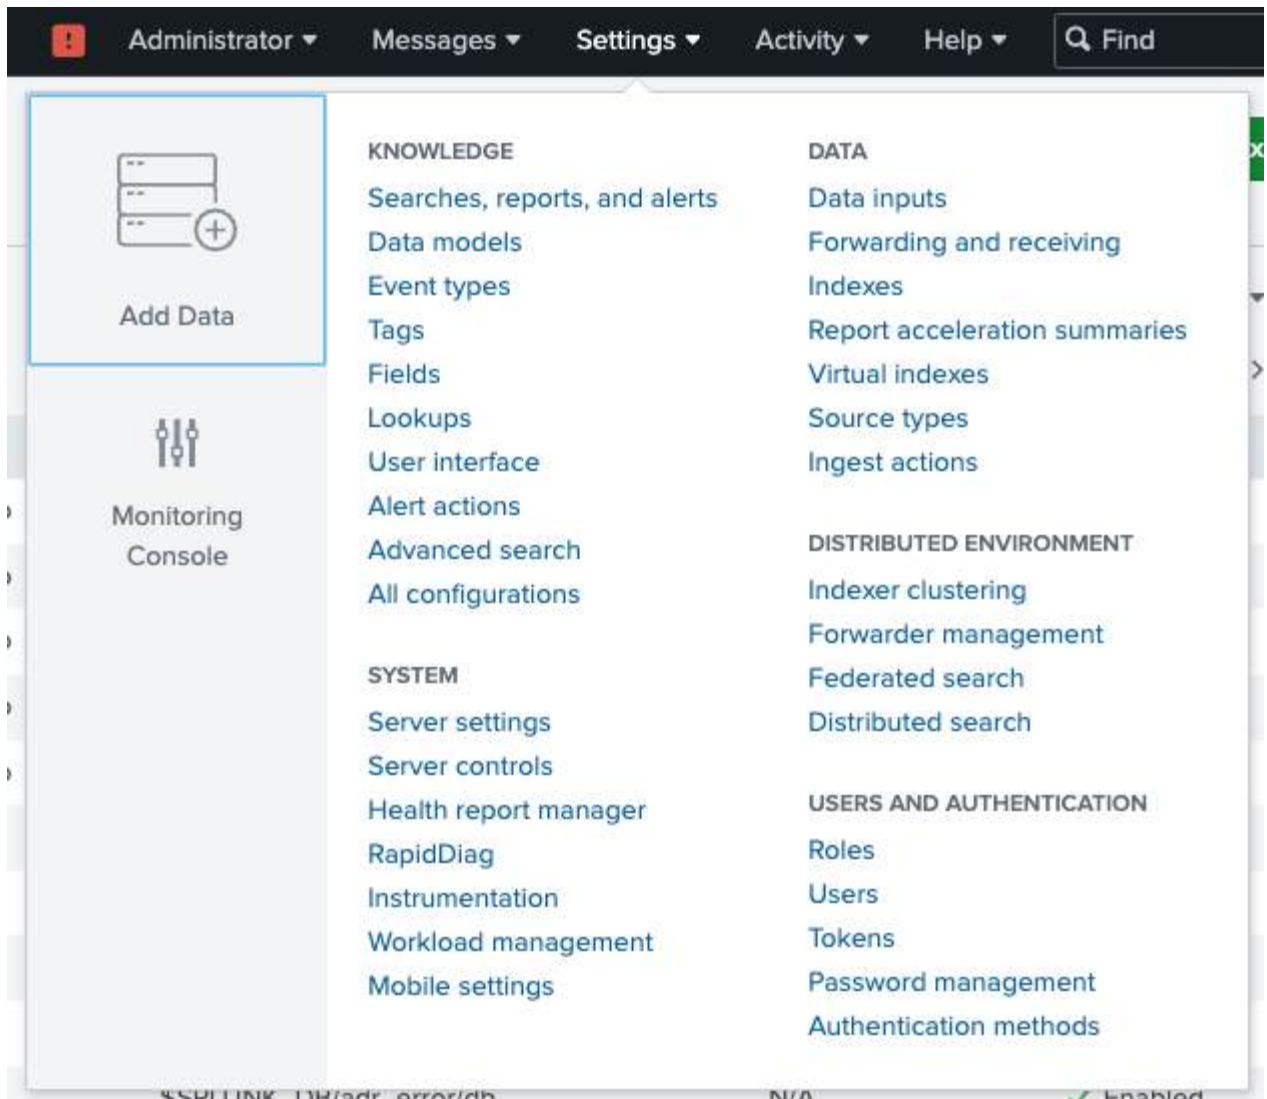 Administrator Messages Settings Activity Help Find
Add Data
Monitoring
Console
KNOWLEDGE
Searches, reports, and alerts
Data models
Event types
Tags
Fields
Lookups
User interface
Alert actions
Advanced search
All configurations
SYSTEM
Server settings
Server controls
Health report manager
RapidDiag
Instrumentation
Workload management
Mobile settings
DATA
Data inputs
Forwarding and receiving
Indexes
Report acceleration summaries
Virtual indexes
Source types
Ingest actions
DISTRIBUTED ENVIRONMENT
Indexer clustering
Forwarder management
Federated search
Distributed search
USERS AND AUTHENTICATION
Roles
Users
Tokens
Password management
Authentication methods
$SPLUNK_DB/adr_error/db N/A Enabled